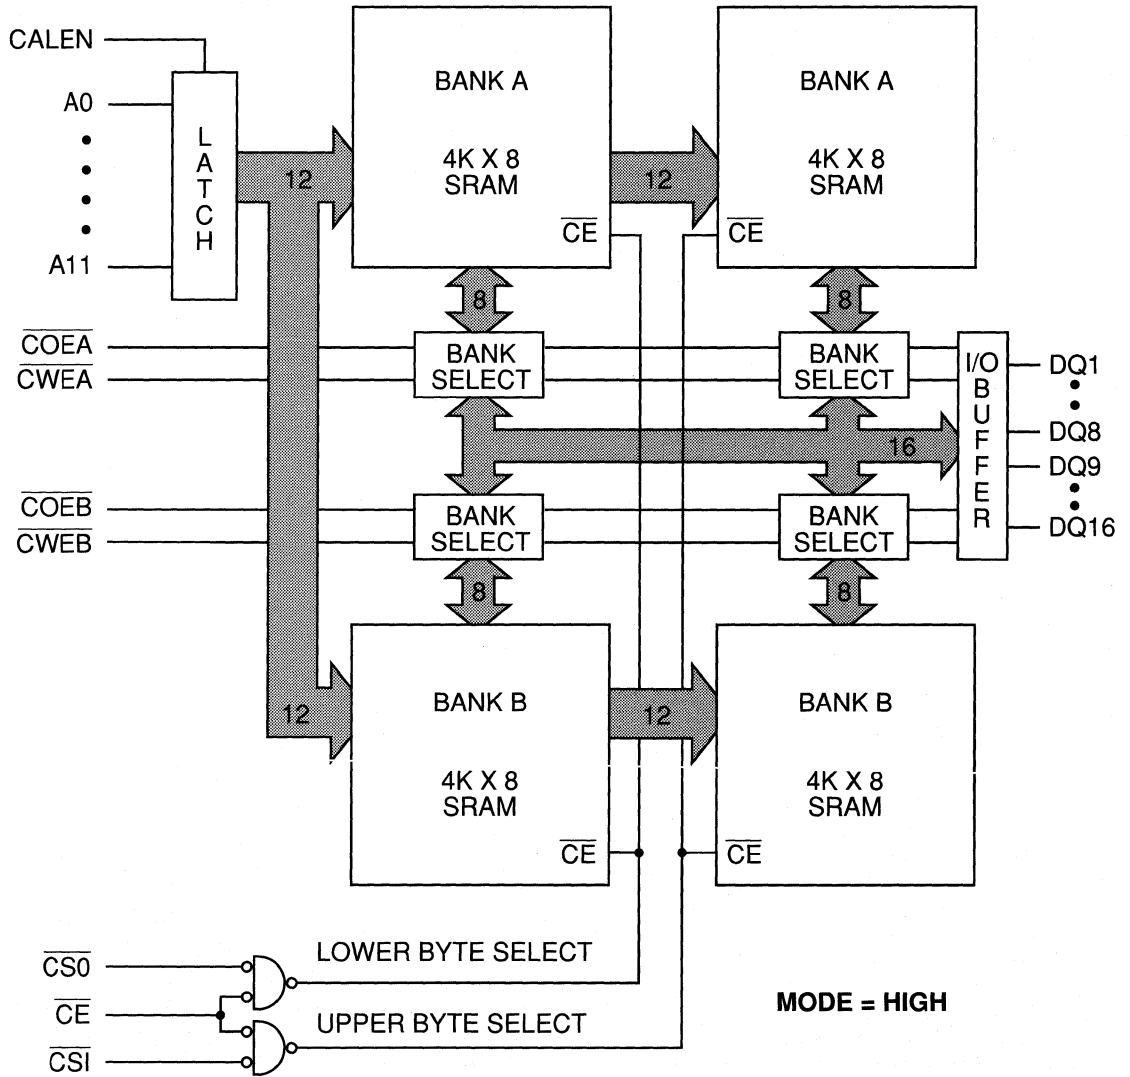 CALEN
A0
A11
LATCH
12
BANK A
4K X 8
SRAM
CE
12
BANK A
4K X 8
SRAM
CE
8
8
COEA
CWEA
BANK
SELECT
BANK
SELECT
I/O
BUFFER
DQ1
DQ8
DQ9
DQ16
16
COEB
CWEB
BANK
SELECT
BANK
SELECT
8
8
12
BANK B
4K X 8
SRAM
CE
12
BANK B
4K X 8
SRAM
CE
CS0
CE
CSI
LOWER BYTE SELECT
UPPER BYTE SELECT
MODE = HIGH